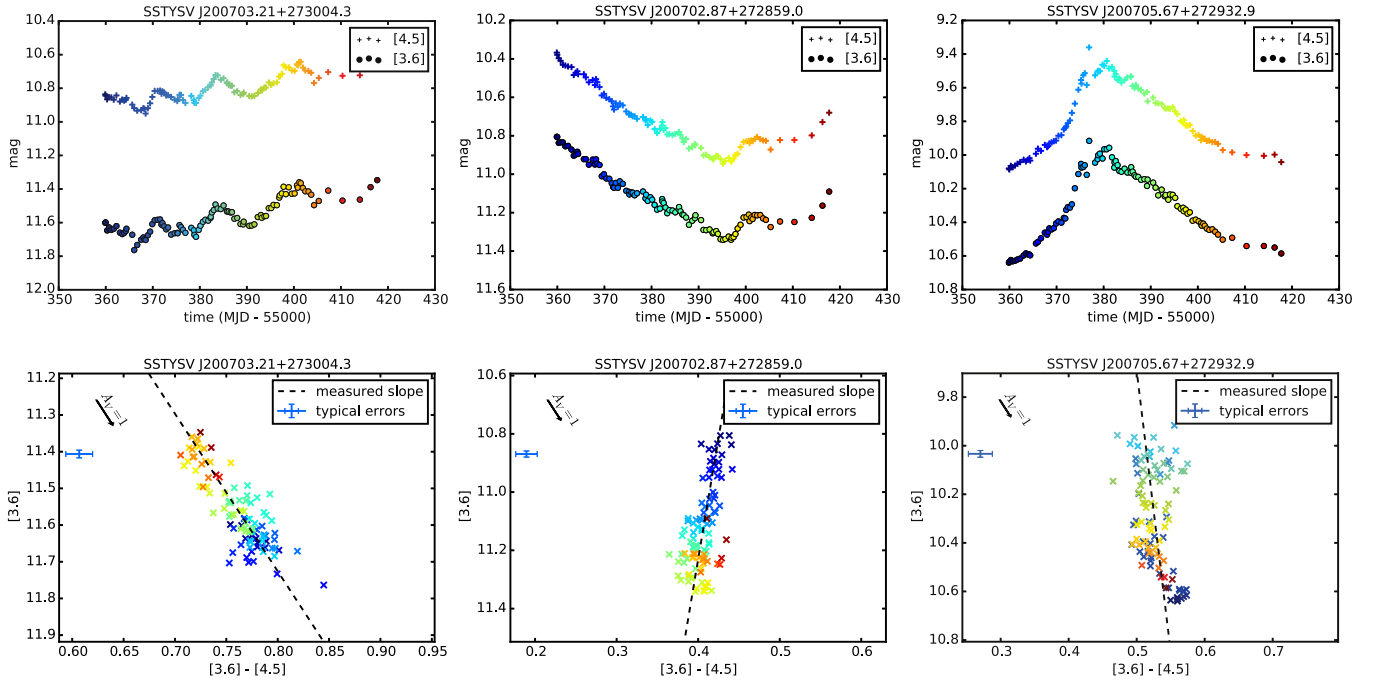 SSTYSV J200703.21+273004.3
10.4
10.6
10.8
11.0
11.2
11.4
11.6
11.8
12.0
mag
[4.5]
[3.6]
350 360 370 380 390 400 410 420 430
time (MJD - 55000)
SSTYSV J200702.87+272859.0
10.2
10.4
10.6
10.8
11.0
11.2
11.4
11.6
mag
[4.5]
[3.6]
350 360 370 380 390 400 410 420 430
time (MJD - 55000)
SSTYSV J200705.67+272932.9
9.2
9.4
9.6
9.8
10.0
10.2
10.4
10.6
10.8
mag
[4.5]
[3.6]
350 360 370 380 390 400 410 420 430
time (MJD - 55000)
SSTYSV J200703.21+273004.3
11.2
11.3
11.4
11.5
11.6
11.7
11.8
11.9
[3.6]
A_V=1
measured slope
typical errors
0.60 0.65 0.70 0.75 0.80 0.85 0.90 0.95
[3.6] - [4.5]
SSTYSV J200702.87+272859.0
10.6
10.8
11.0
11.2
11.4
[3.6]
A_V=1
measured slope
typical errors
0.2 0.3 0.4 0.5 0.6
[3.6] - [4.5]
SSTYSV J200705.67+272932.9
9.8
10.0
10.2
10.4
10.6
10.8
[3.6]
A_V=1
measured slope
typical errors
0.3 0.4 0.5 0.6 0.7
[3.6] - [4.5]